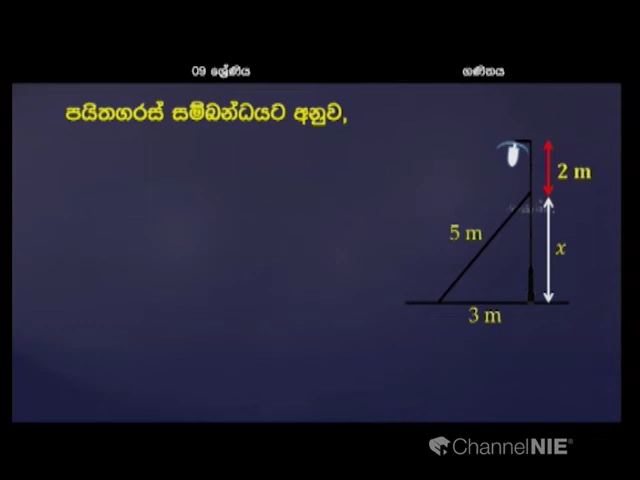 09 ශ්‍රේණිය
ගණිතය
පයිතගරස් සම්බන්ධයට අනුව,
2 m
5 m
x
3 m
ChannelNIE